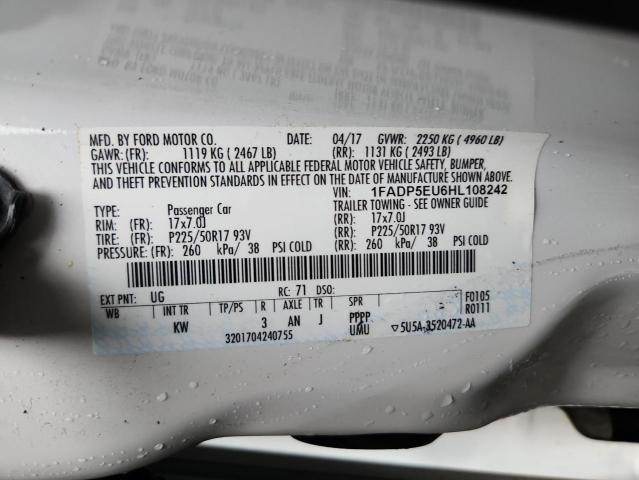 MFD. BY FORD MOTOR CO. DATE: 04/17 GVWR: 2250 KG ( 4960 LB)
GAWR: (FR): 1119 KG ( 2467 LB) (RR): 1131 KG ( 2493 LB)
THIS VEHICLE CONFORMS TO ALL APPLICABLE FEDERAL MOTOR VEHICLE SAFETY, BUMPER,
AND THEFT PREVENTION STANDARDS IN EFFECT ON THE DATE OF MANUFACTURE SHOWN ABOVE.
VIN: 1FADP5EU6HL108242
TYPE: Passenger Car TRAILER TOWING - SEE OWNER GUIDE
RIM: (FR): 17x7.0J (RR): 17x7.0J
TIRE: (FR): P225/50R17 93V (RR): P225/50R17 93V
PRESSURE: (FR): 260 kPa/ 38 PSI COLD (RR): 260 kPa/ 38 PSI COLD
EXT PNT: UG RC: 71 DSO: F0105
WB INT TR TP/PS R AXLE TR SPR R0111
KW 3 AN J PPPP
3201704240755 UMU ▽5U5A-3520472-AA